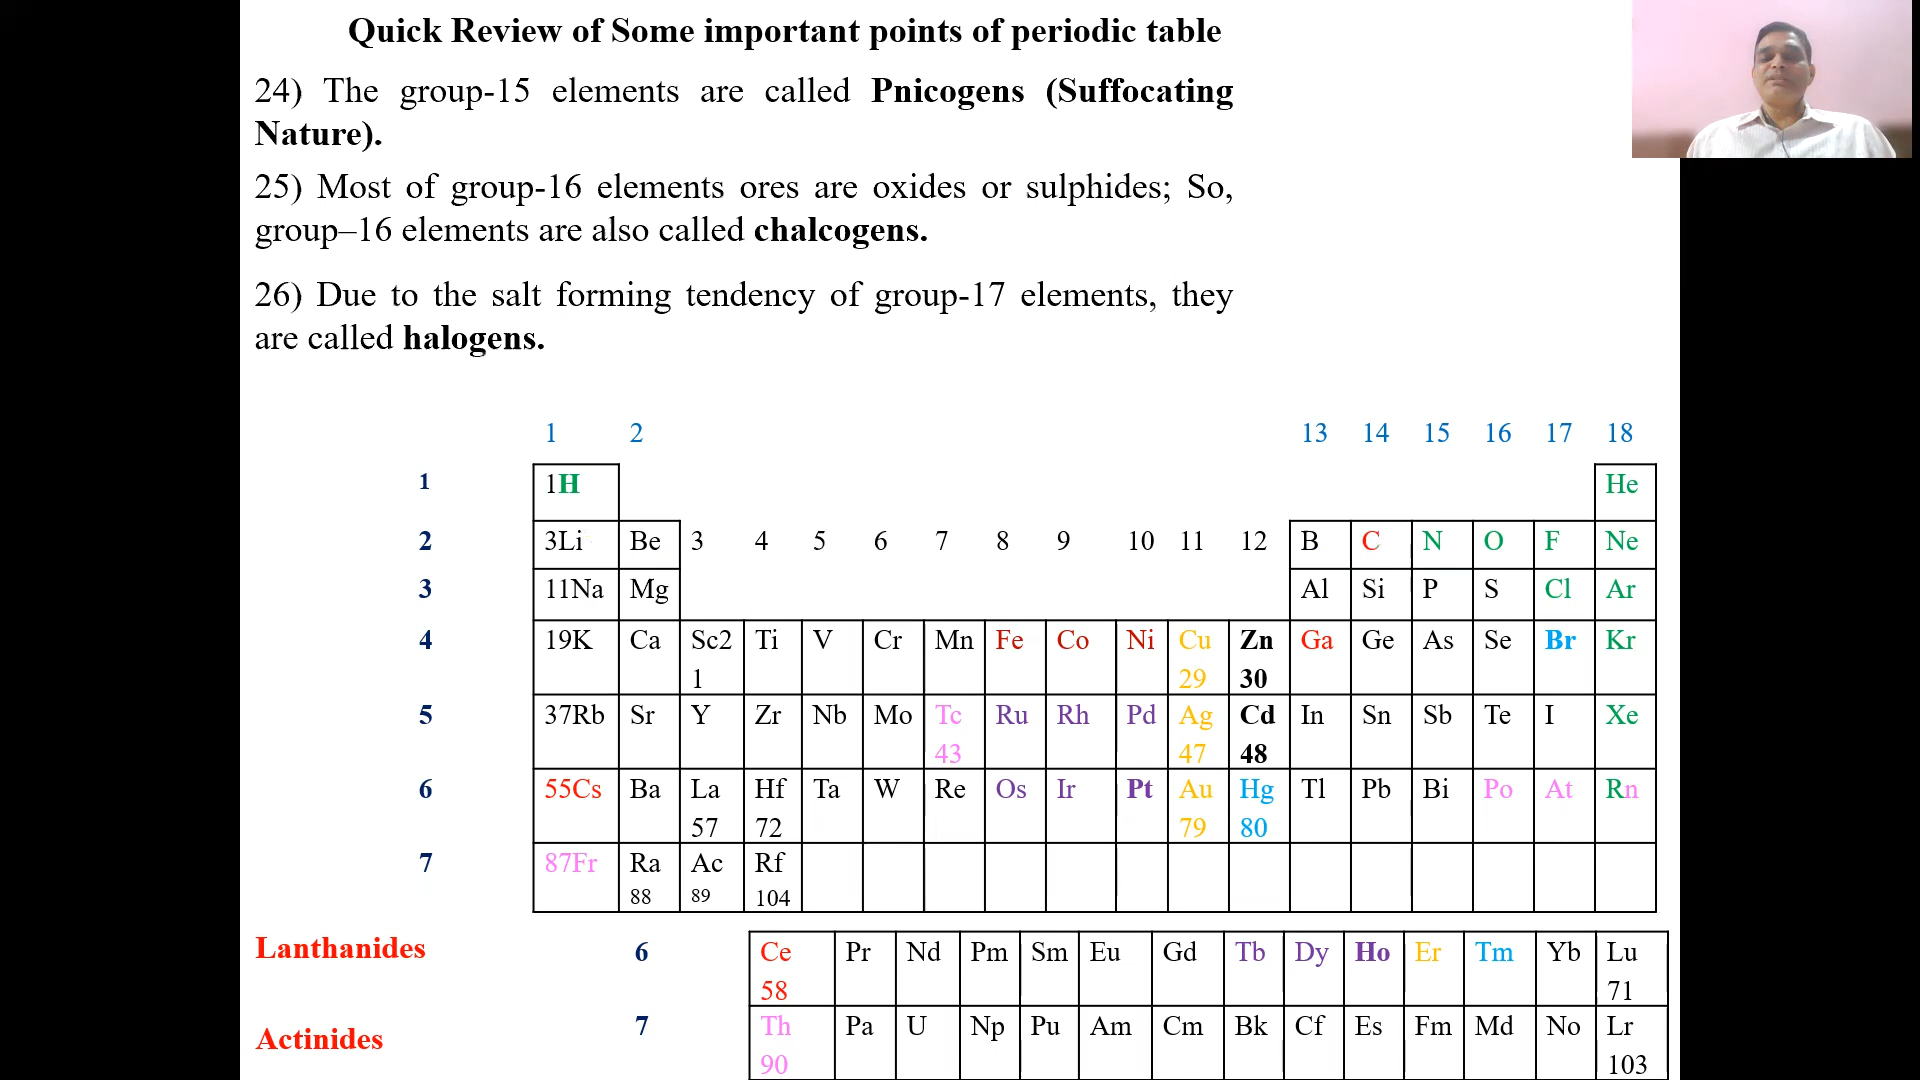 Quick Review of Some important points of periodic table
24) The group-15 elements are called Pnicogens (Suffocating
Nature).
25) Most of group-16 elements ores are oxides or sulphides; So,
group–16 elements are also called chalcogens.
26) Due to the salt forming tendency of group-17 elements, they
are called halogens.
1 2 13 14 15 16 17 18
1 1H He
2 3Li Be 3 4 5 6 7 8 9 10 11 12 B C N O F Ne
3 11Na Mg Al Si P S Cl Ar
4 19K Ca Sc2 Ti V Cr Mn Fe Co Ni Cu Zn Ga Ge As Se Br Kr
1 29 30
5 37Rb Sr Y Zr Nb Mo Tc Ru Rh Pd Ag Cd In Sn Sb Te I Xe
43 47 48
6 55Cs Ba La Hf Ta W Re Os Ir Pt Au Hg Tl Pb Bi Po At Rn
57 72 79 80
7 87Fr Ra Ac Rf
88 89 104
Lanthanides 6 Ce Pr Nd Pm Sm Eu Gd Tb Dy Ho Er Tm Yb Lu
58 71
Actinides 7 Th Pa U Np Pu Am Cm Bk Cf Es Fm Md No Lr
90 103